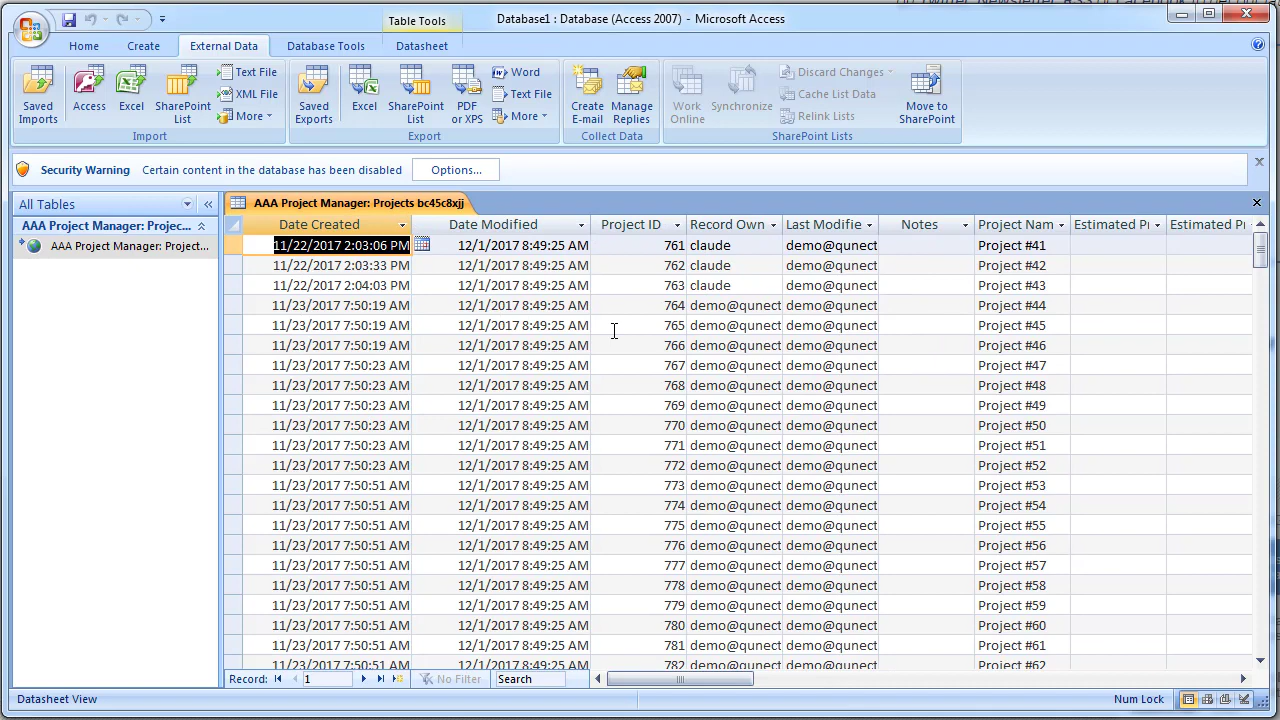 Database1 : Database (Access 2007) - Microsoft Access
Table Tools
Home Create External Data Database Tools Datasheet
Saved Imports
Access
Excel
SharePoint List
Text File
XML File
More
Import
Saved Exports
Excel
SharePoint List
PDF or XPS
Word
Text File
More
Export
Create E-mail
Manage Replies
Collect Data
Work Online
Synchronize
Discard Changes
Cache List Data
Relink Lists
Move to SharePoint
SharePoint Lists
Security Warning Certain content in the database has been disabled Options...
All Tables
AAA Project Manager: Projec...
AAA Project Manager: Project...
AAA Project Manager: Projects bc45c8xjj
Date Created Date Modified Project ID Record Own Last Modifie Notes Project Nam Estimated Pr Estimated P
11/22/2017 2:03:06 PM 12/1/2017 8:49:25 AM 761 claude demo@qunect Project #41
11/22/2017 2:03:33 PM 12/1/2017 8:49:25 AM 762 claude demo@qunect Project #42
11/22/2017 2:04:03 PM 12/1/2017 8:49:25 AM 763 claude demo@qunect Project #43
11/23/2017 7:50:19 AM 12/1/2017 8:49:25 AM 764 demo@qunect demo@qunect Project #44
11/23/2017 7:50:19 AM 12/1/2017 8:49:25 AM 765 demo@qunect demo@qunect Project #45
11/23/2017 7:50:19 AM 12/1/2017 8:49:25 AM 766 demo@qunect demo@qunect Project #46
11/23/2017 7:50:23 AM 12/1/2017 8:49:25 AM 767 demo@qunect demo@qunect Project #47
11/23/2017 7:50:23 AM 12/1/2017 8:49:25 AM 768 demo@qunect demo@qunect Project #48
11/23/2017 7:50:23 AM 12/1/2017 8:49:25 AM 769 demo@qunect demo@qunect Project #49
11/23/2017 7:50:23 AM 12/1/2017 8:49:25 AM 770 demo@qunect demo@qunect Project #50
11/23/2017 7:50:23 AM 12/1/2017 8:49:25 AM 771 demo@qunect demo@qunect Project #51
11/23/2017 7:50:23 AM 12/1/2017 8:49:25 AM 772 demo@qunect demo@qunect Project #52
11/23/2017 7:50:51 AM 12/1/2017 8:49:25 AM 773 demo@qunect demo@qunect Project #53
11/23/2017 7:50:51 AM 12/1/2017 8:49:25 AM 774 demo@qunect demo@qunect Project #54
11/23/2017 7:50:51 AM 12/1/2017 8:49:25 AM 775 demo@qunect demo@qunect Project #55
11/23/2017 7:50:51 AM 12/1/2017 8:49:25 AM 776 demo@qunect demo@qunect Project #56
11/23/2017 7:50:51 AM 12/1/2017 8:49:25 AM 777 demo@qunect demo@qunect Project #57
11/23/2017 7:50:51 AM 12/1/2017 8:49:25 AM 778 demo@qunect demo@qunect Project #58
11/23/2017 7:50:51 AM 12/1/2017 8:49:25 AM 779 demo@qunect demo@qunect Project #59
11/23/2017 7:50:51 AM 12/1/2017 8:49:25 AM 780 demo@qunect demo@qunect Project #60
11/23/2017 7:50:51 AM 12/1/2017 8:49:25 AM 781 demo@qunect demo@qunect Project #61
11/23/2017 7:50:51 AM 12/1/2017 8:49:25 AM 782 demo@qunect demo@qunect Project #62
Record: 1 No Filter Search
Datasheet View Num Lock